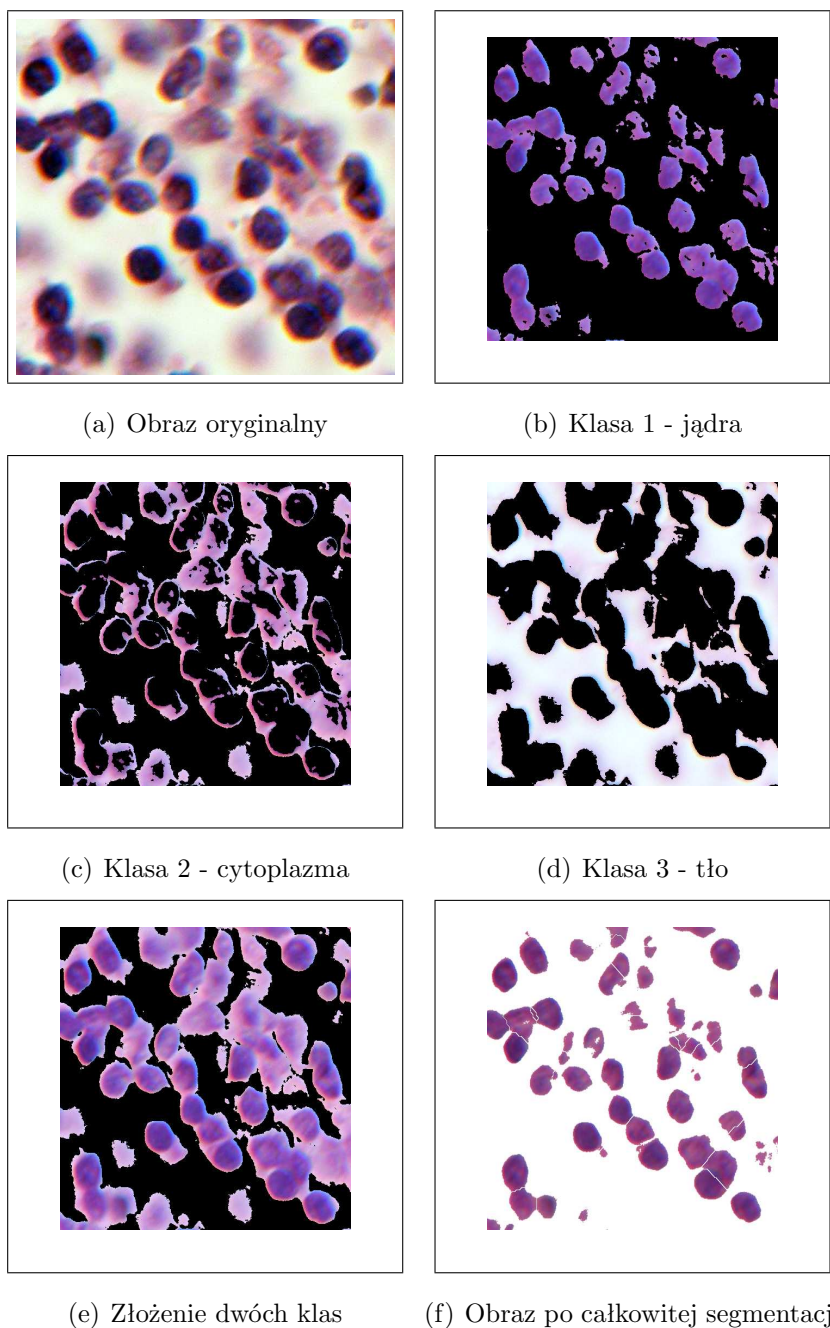 (a) Obraz oryginalny
(b) Klasa 1 - jądra
(c) Klasa 2 - cytoplazma
(d) Klasa 3 - tło
(e) Złożenie dwóch klas
(f) Obraz po całkowitej segmentacj